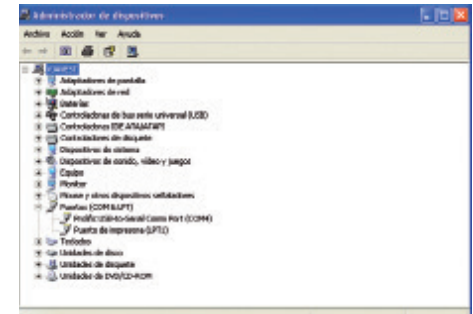 Administrador de dispositivos
Archivo Acción Ver Ayuda
Adaptadores de pantalla
Adaptadores de red
Baterías
Controladoras de bus serie universal (USB)
Controladoras IDE ATA/ATAPI
Controladoras de disquete
Dispositivos de sistema
Dispositivos de sonido, vídeo y juegos
Equipo
Monitor
Mouse y otros dispositivos señaladores
Puertos (COM & LPT)
Prolific USB-to-Serial Comm Port (COM4)
Puerto de impresora (LPT1)
Teclados
Unidades de disco
Unidades de disquete
Unidades de DVD/CD-ROM